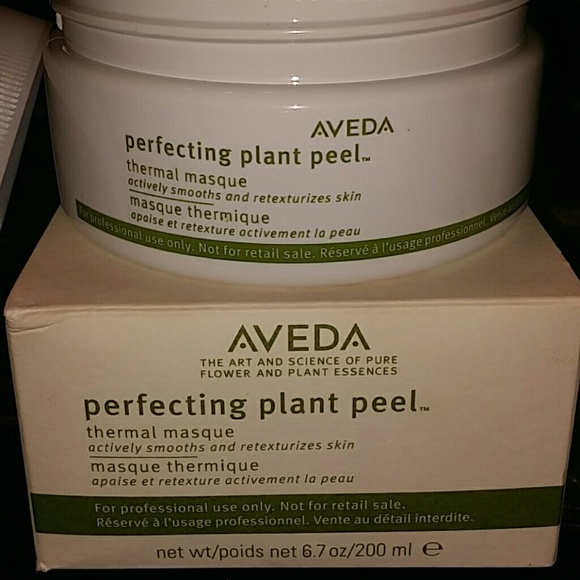 AVEDA
perfecting plant peel™
thermal masque
actively smooths and retexturizes skin
masque thermique
apaise et retexture activement la peau
For professional use only. Not for retail sale. Réservé à l'usage professionnel. Vente au
AVEDA
THE ART AND SCIENCE OF PURE
FLOWER AND PLANT ESSENCES
perfecting plant peel™
thermal masque
actively smooths and retexturizes skin
masque thermique
apaise et retexture activement la peau
For professional use only. Not for retail sale.
Réservé à l'usage professionnel. Vente au détail interdite.
net wt/poids net 6.7 oz/200 ml ℮